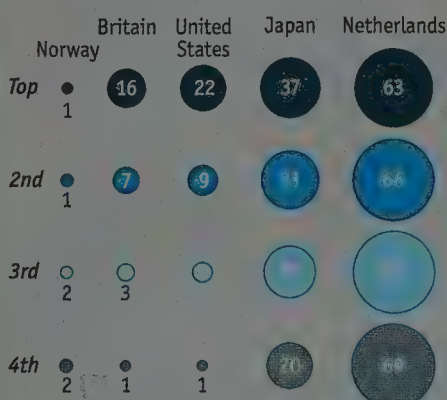 Norway Britain United States Japan Netherlands
Top 1 16 22 37 63
2nd 1 7 9
3rd 2 3
4th 2 1 1 20 60